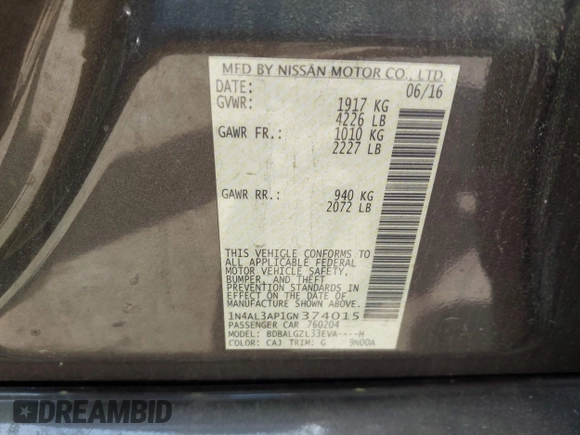 MFD BY NISSAN MOTOR CO., LTD.
DATE: 06/16
GVWR: 1917 KG
4226 LB
GAWR FR.: 1010 KG
2227 LB
GAWR RR.: 940 KG
2072 LB
THIS VEHICLE CONFORMS TO
ALL APPLICABLE FEDERAL
MOTOR VEHICLE SAFETY,
BUMPER, AND THEFT
PREVENTION STANDARDS IN
EFFECT ON THE DATE OF
MANUFACTURE SHOWN ABOVE.
1N4AL3AP1GN374015
PASSENGER CAR 760204
MODEL: BDBALGZL33EVA----H
COLOR: CAJ TRIM: G 9N00A
DREAMBID